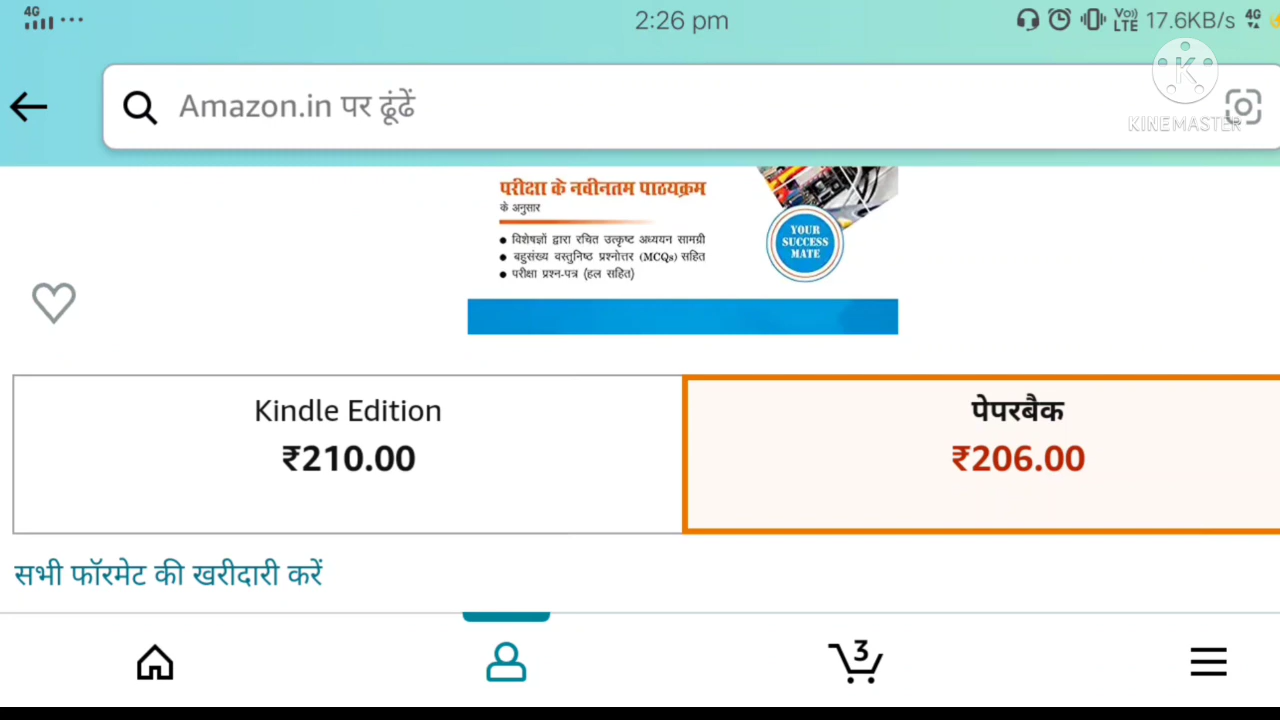 4G
2:26 pm
Vo)) LTE 17.6KB/s 4G
Amazon.in पर ढूंढें
K
KINEMASTER
परीक्षा के नवीनतम पाठ्यक्रम
के अनुसार
● विशेषज्ञों द्वारा रचित उत्कृष्ट अध्ययन सामग्री
● बहुसंख्य वस्तुनिष्ठ प्रश्नोत्तर (MCQs) सहित
● परीक्षा प्रश्न-पत्र (हल सहित)
YOUR
SUCCESS
MATE
Kindle Edition
₹210.00
पेपरबैक
₹206.00
सभी फॉरमेट की खरीदारी करें
3